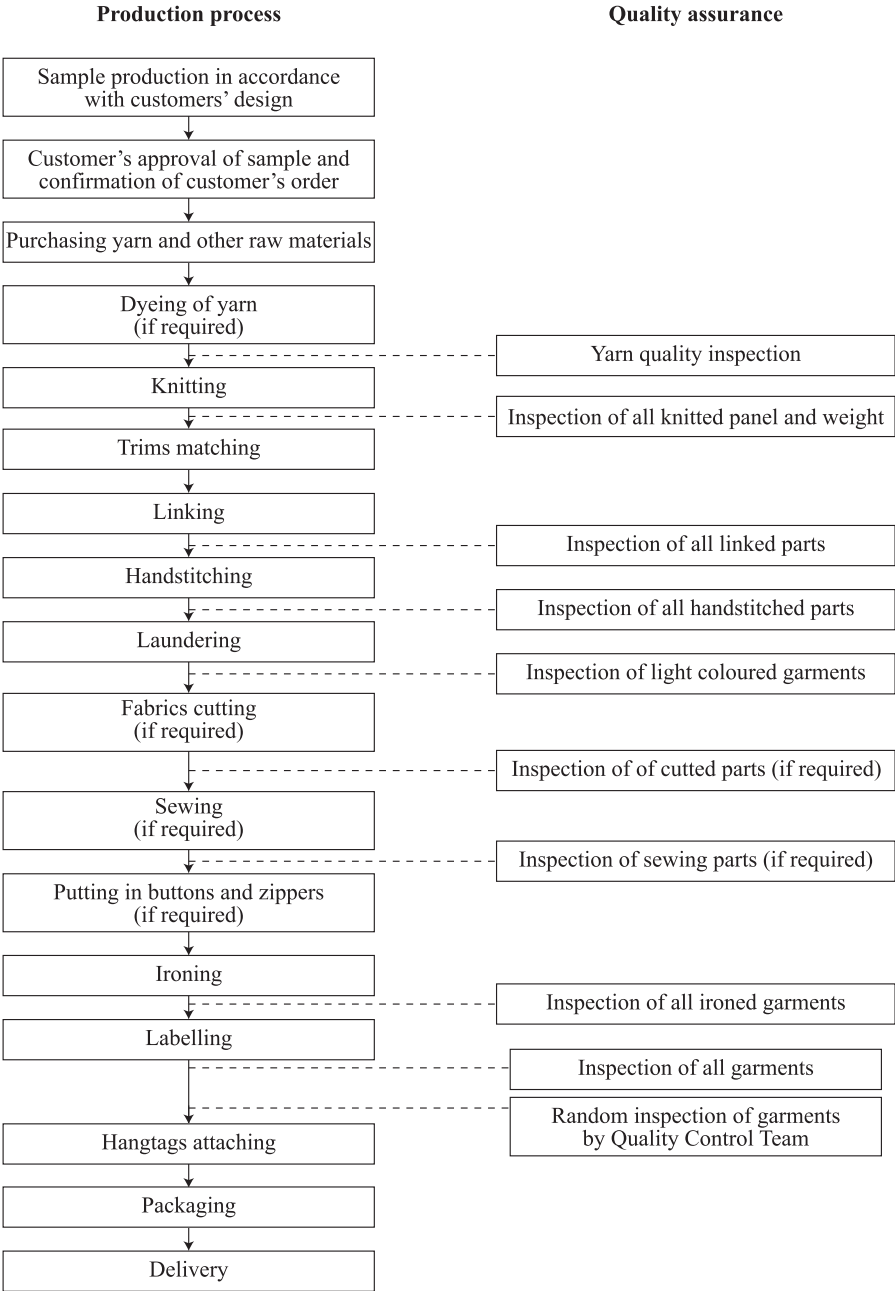 Production process
Quality assurance
Sample production in accordance
with customers’ design
Customer’s approval of sample and
confirmation of customer’s order
Purchasing yarn and other raw materials
Dyeing of yarn
(if required)
Yarn quality inspection
Knitting
Inspection of all knitted panel and weight
Trims matching
Linking
Inspection of all linked parts
Handstitching
Inspection of all handstitched parts
Laundering
Inspection of light coloured garments
Fabrics cutting
(if required)
Inspection of of cutted parts (if required)
Sewing
(if required)
Inspection of sewing parts (if required)
Putting in buttons and zippers
(if required)
Ironing
Inspection of all ironed garments
Labelling
Inspection of all garments
Random inspection of garments
by Quality Control Team
Hangtags attaching
Packaging
Delivery